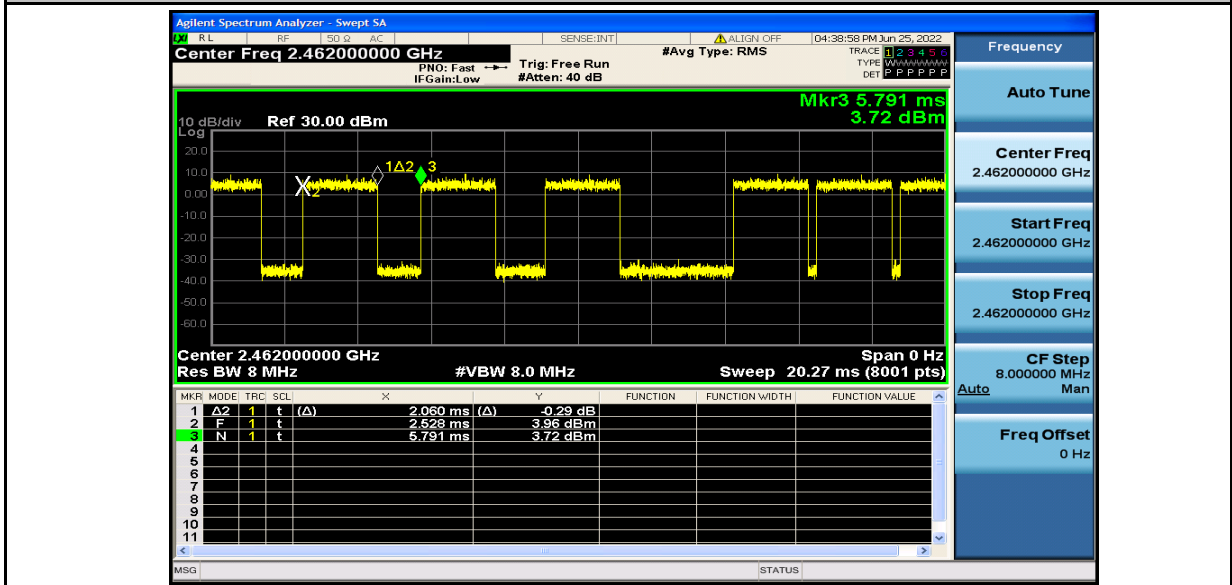 Agilent Spectrum Analyzer - Swept SA
LXI RL RF 50 Ω AC SENSE:INT ALIGN OFF 04:38:58 PM Jun 25, 2022
Center Freq 2.462000000 GHz
PNO: Fast
IFGain:Low
Trig: Free Run
#Atten: 40 dB
#Avg Type: RMS
TRACE 1 2 3 4 5 6
TYPE W
DET P P P P P P
Mkr3 5.791 ms
3.72 dBm
10 dB/div Ref 30.00 dBm
Log
20.0
10.0
0.00
-10.0
-20.0
-30.0
-40.0
-50.0
-60.0
X2
1Δ2
3
Center 2.462000000 GHz Span 0 Hz
Res BW 8 MHz #VBW 8.0 MHz Sweep 20.27 ms (8001 pts)
MKR MODE TRC SCL X Y FUNCTION FUNCTION WIDTH FUNCTION VALUE
1 Δ2 1 t (Δ) 2.060 ms (Δ) -0.29 dB
2 F 1 t 2.528 ms 3.96 dBm
3 N 1 t 5.791 ms 3.72 dBm
4
5
6
7
8
9
10
11
MSG STATUS
Frequency
Auto Tune
Center Freq
2.462000000 GHz
Start Freq
2.462000000 GHz
Stop Freq
2.462000000 GHz
CF Step
8.000000 MHz
Auto Man
Freq Offset
0 Hz